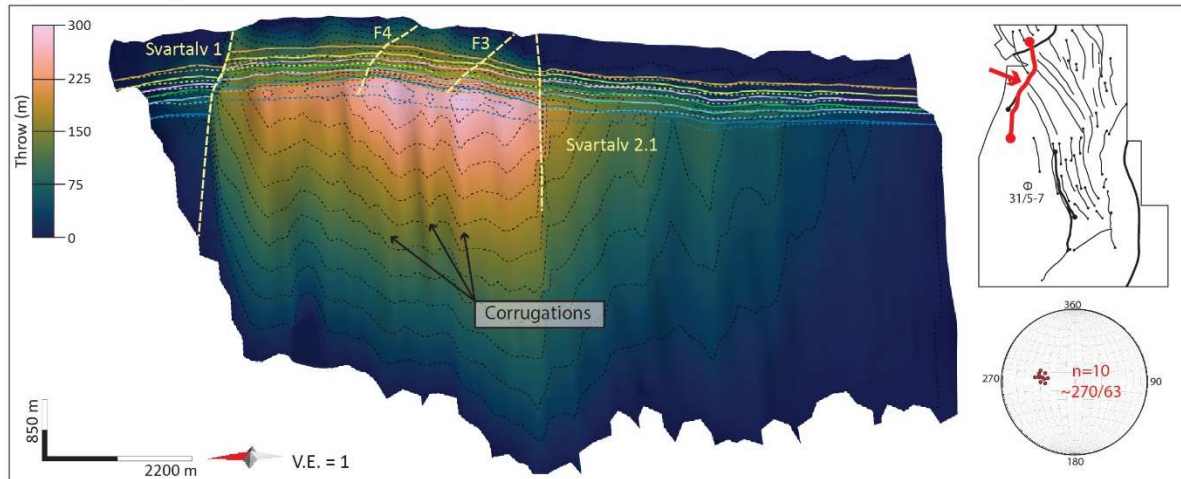 300
225
150
75
0
Throw (m)
Svartalv 1
F4
F3
Svartalv 2.1
Corrugations
850 m
2200 m
V.E. = 1
31/5-7
360
270
90
180
n=10
~270/63